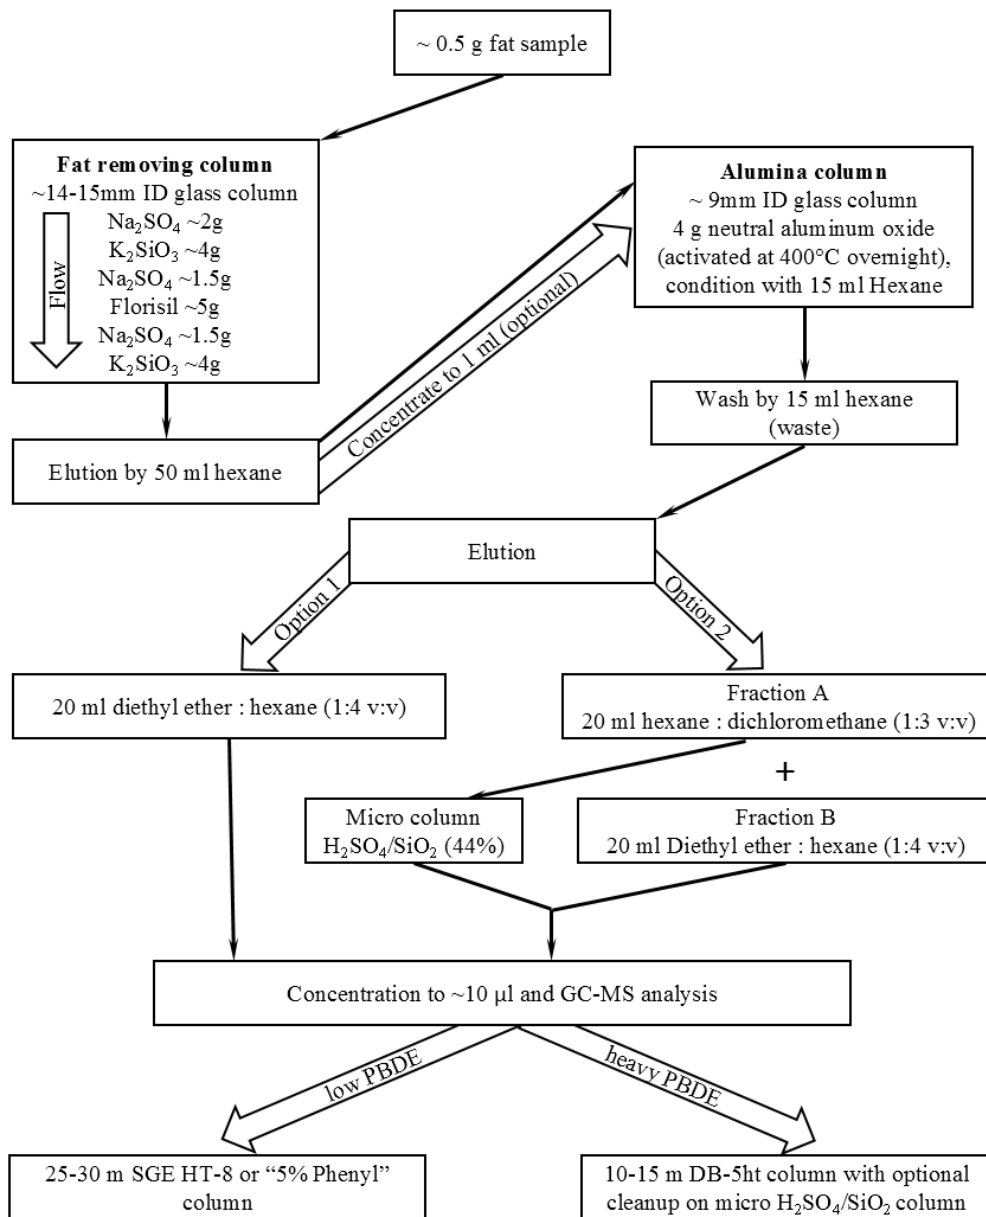 ~ 0.5 g fat sample
Fat removing column
~14-15mm ID glass column
Na₂SO₄ ~2g
K₂SiO₃ ~4g
Na₂SO₄ ~1.5g
Florisil ~5g
Na₂SO₄ ~1.5g
K₂SiO₃ ~4g
Flow
Elution by 50 ml hexane
Concentrate to 1 ml (optional)
Alumina column
~ 9mm ID glass column
4 g neutral aluminum oxide
(activated at 400°C overnight),
condition with 15 ml Hexane
Wash by 15 ml hexane
(waste)
Elution
Option 1
Option 2
20 ml diethyl ether : hexane (1:4 v:v)
Fraction A
20 ml hexane : dichloromethane (1:3 v:v)
+
Micro column
H₂SO₄/SiO₂ (44%)
Fraction B
20 ml Diethyl ether : hexane (1:4 v:v)
Concentration to ~10 µl and GC-MS analysis
low PBDE
heavy PBDE
25-30 m SGE HT-8 or “5% Phenyl”
column
10-15 m DB-5ht column with optional
cleanup on micro H₂SO₄/SiO₂ column